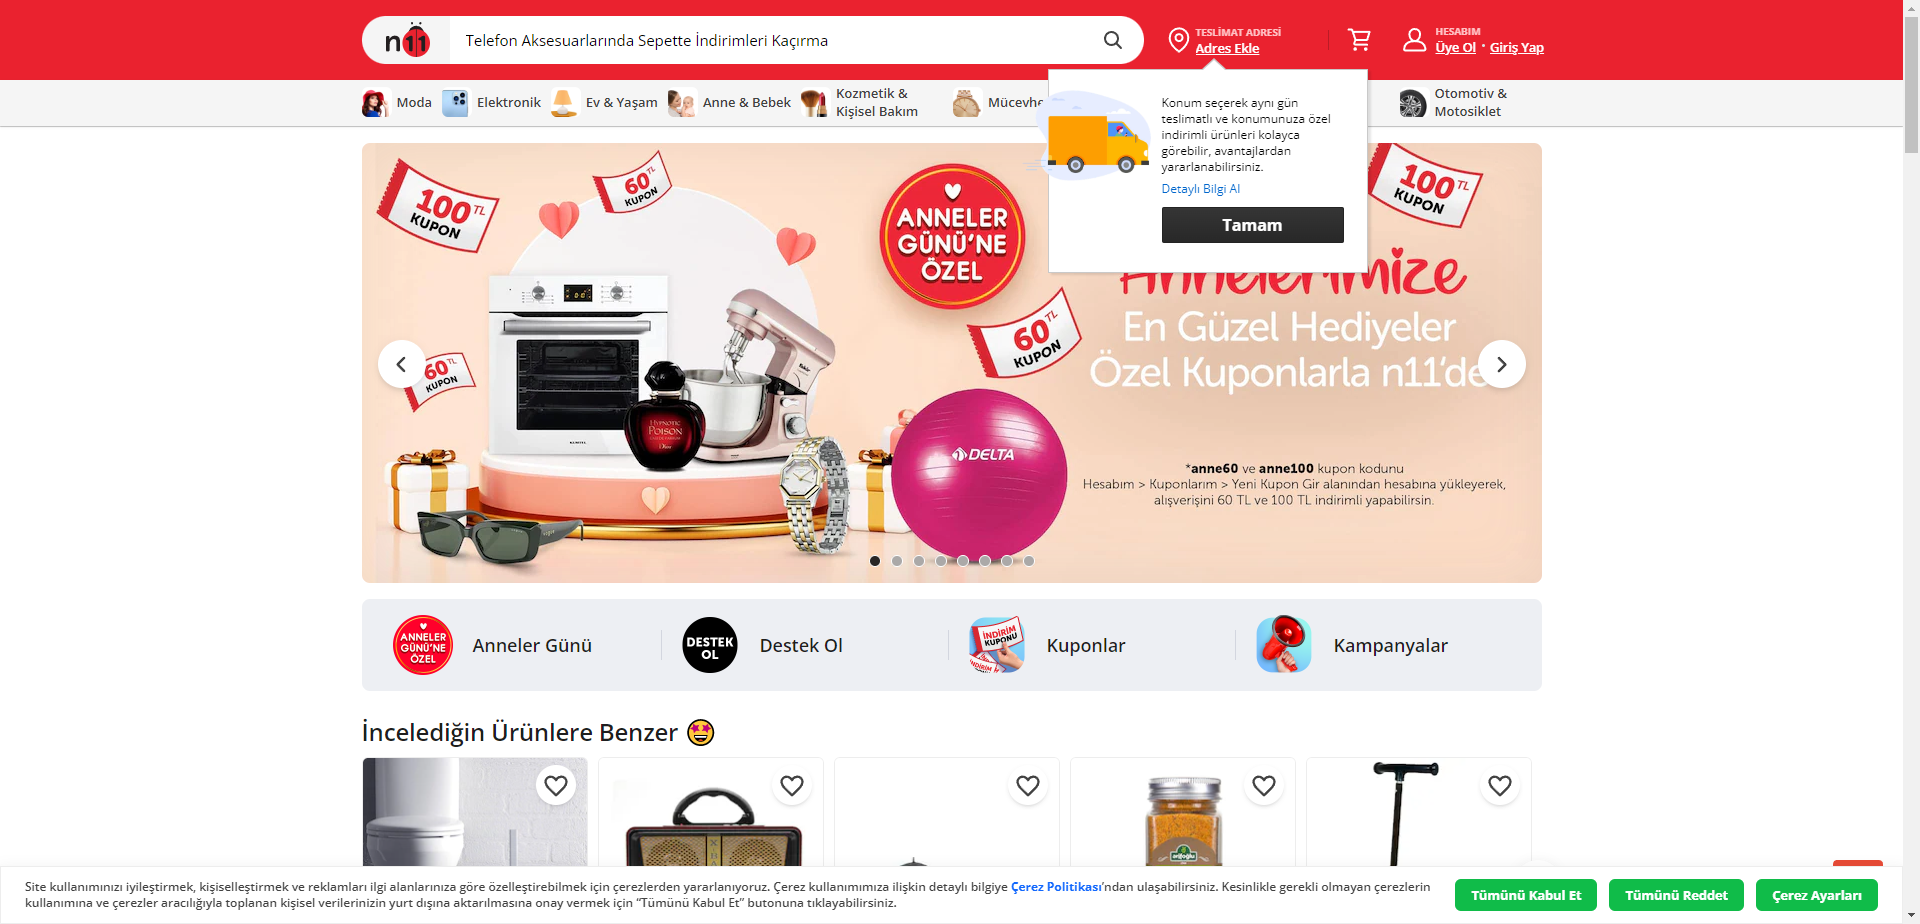 n11
Telefon Aksesuarlarında Sepette İndirimleri Kaçırma
TESLİMAT ADRESİ
Adres Ekle
HESABIM
Üye Ol
Giriş Yap
Moda
Elektronik
Ev & Yaşam
Anne & Bebek
Kozmetik &
Kişisel Bakım
Mücevhe
Otomotiv &
Motosiklet
Konum seçerek aynı gün
teslimatlı ve konumunuza özel
indirimli ürünleri kolayca
görebilir, avantajlardan
yararlanabilirsiniz.
Detaylı Bilgi Al
Tamam
100 TL
KUPON
60 TL
KUPON
ANNELER
GÜNÜ'NE
ÖZEL
100 TL
KUPON
Annelerimize
En Güzel Hediyeler
Özel Kuponlarla n11'de
60 TL
KUPON
60 TL
KUPON
HYPNOTIC
POISON
Dior
DELTA
*anne60 ve anne100 kupon kodunu
Hesabım > Kuponlarım > Yeni Kupon Gir alanından hesabına yükleyerek,
alışverişini 60 TL ve 100 TL indirimli yapabilirsin.
ANNELER
GÜNÜ'NE
ÖZEL
Anneler Günü
DESTEK
OL
Destek Ol
İNDİRİM
KUPONU
İNDİRİM
Kuponlar
Kampanyalar
İncelediğin Ürünlere Benzer
arifoğlu
Site kullanımınızı iyileştirmek, kişiselleştirmek ve reklamları ilgi alanlarınıza göre özelleştirebilmek için çerezlerden yararlanıyoruz. Çerez kullanımımıza ilişkin detaylı bilgiye Çerez Politikası'ndan ulaşabilirsiniz. Kesinlikle gerekli olmayan çerezlerin
kullanımına ve çerezler aracılığıyla toplanan kişisel verilerinizin yurt dışına aktarılmasına onay vermek için “Tümünü Kabul Et” butonuna tıklayabilirsiniz.
Tümünü Kabul Et
Tümünü Reddet
Çerez Ayarları